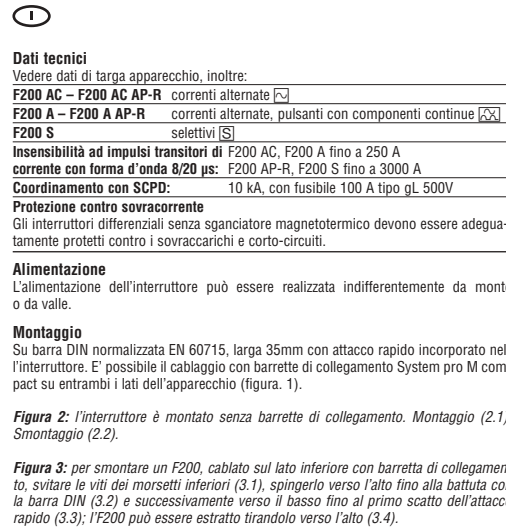 I
Dati tecnici
Vedere dati di targa apparecchio, inoltre:
F200 AC – F200 AC AP-R correnti alternate
F200 A – F200 A AP-R correnti alternate, pulsanti con componenti continue
F200 S selettivi S
Insensibilità ad impulsi transitori di F200 AC, F200 A fino a 250 A
corrente con forma d'onda 8/20 µs: F200 AP-R, F200 S fino a 3000 A
Coordinamento con SCPD: 10 kA, con fusibile 100 A tipo gL 500V
Protezione contro sovracorrente
Gli interruttori differenziali senza sganciatore magnetotermico devono essere adegua-
tamente protetti contro i sovraccarichi e corto-circuiti.
Alimentazione
L'alimentazione dell'interruttore può essere realizzata indifferentemente da mont
o da valle.
Montaggio
Su barra DIN normalizzata EN 60715, larga 35mm con attacco rapido incorporato nel
l'interruttore. E' possibile il cablaggio con barrette di collegamento System pro M com
pact su entrambi i lati dell'apparecchio (figura. 1).
Figura 2: l'interruttore è montato senza barrette di collegamento. Montaggio (2.1)
Smontaggio (2.2).
Figura 3: per smontare un F200, cablato sul lato inferiore con barretta di collegamen
to, svitare le viti dei morsetti inferiori (3.1), spingerlo verso l'alto fino alla battuta co
la barra DIN (3.2) e successivamente verso il basso fino al primo scatto dell'attacc
rapido (3.3); l'F200 può essere estratto tirandolo verso l'alto (3.4).